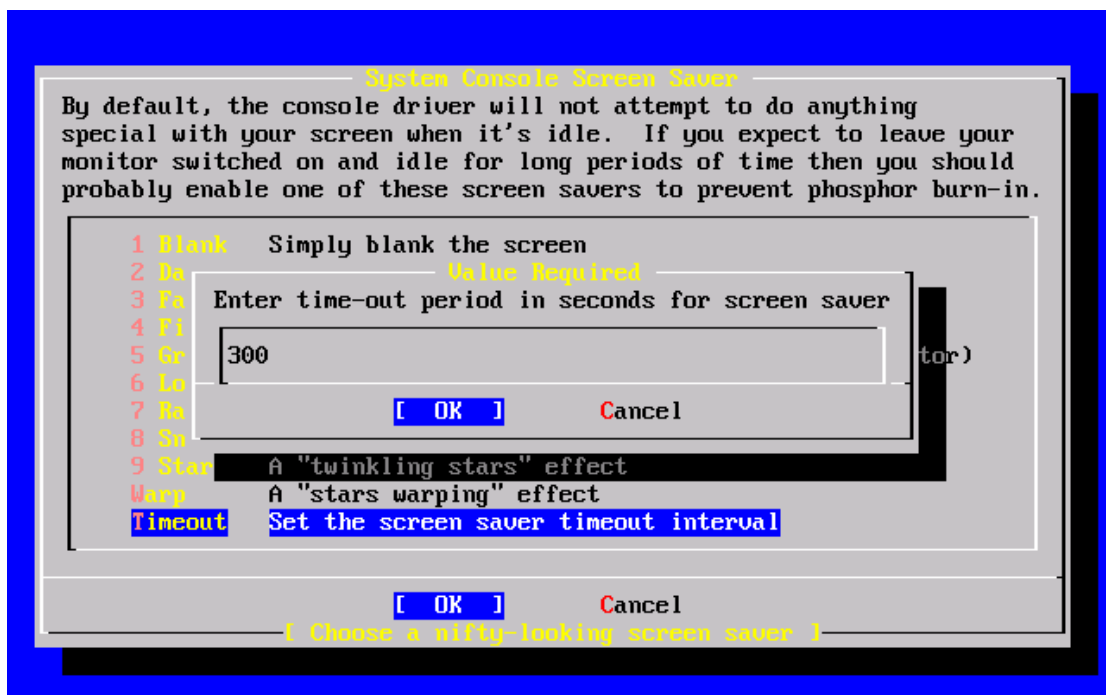 System Console Screen Saver
By default, the console driver will not attempt to do anything
special with your screen when it's idle.  If you expect to leave your
monitor switched on and idle for long periods of time then you should
probably enable one of these screen savers to prevent phosphor burn-in.
1 Blank   Simply blank the screen
2 Da
Value Required
3 Fa
Enter time-out period in seconds for screen saver
4 Fi
5 Gr
300
tor)
6 Lo
7 Ra
[  OK  ]       Cancel
8 Sn
9 Star    A "twinkling stars" effect
Warp      A "stars warping" effect
Timeout   Set the screen saver timeout interval
[  OK  ]       Cancel
[ Choose a nifty-looking screen saver ]